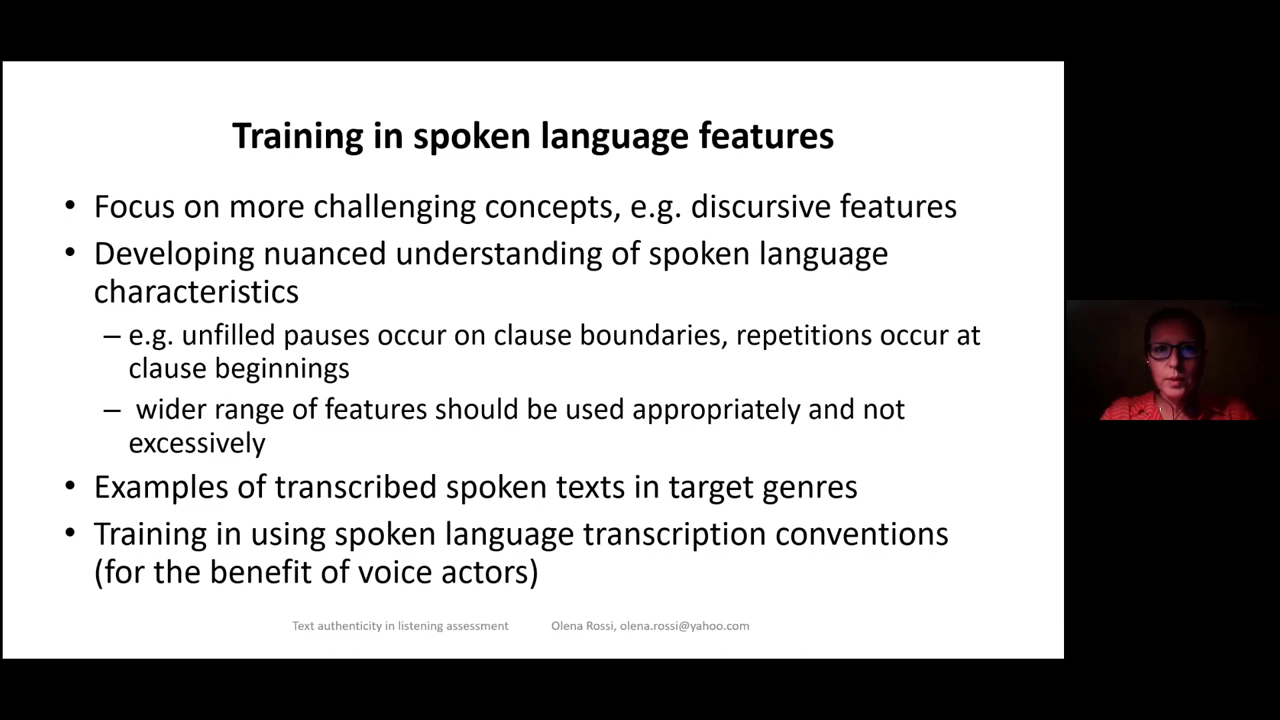 Training in spoken language features
• Focus on more challenging concepts, e.g. discursive features
• Developing nuanced understanding of spoken language
characteristics
– e.g. unfilled pauses occur on clause boundaries, repetitions occur at
clause beginnings
– wider range of features should be used appropriately and not
excessively
• Examples of transcribed spoken texts in target genres
• Training in using spoken language transcription conventions
(for the benefit of voice actors)
Text authenticity in listening assessment Olena Rossi, olena.rossi@yahoo.com